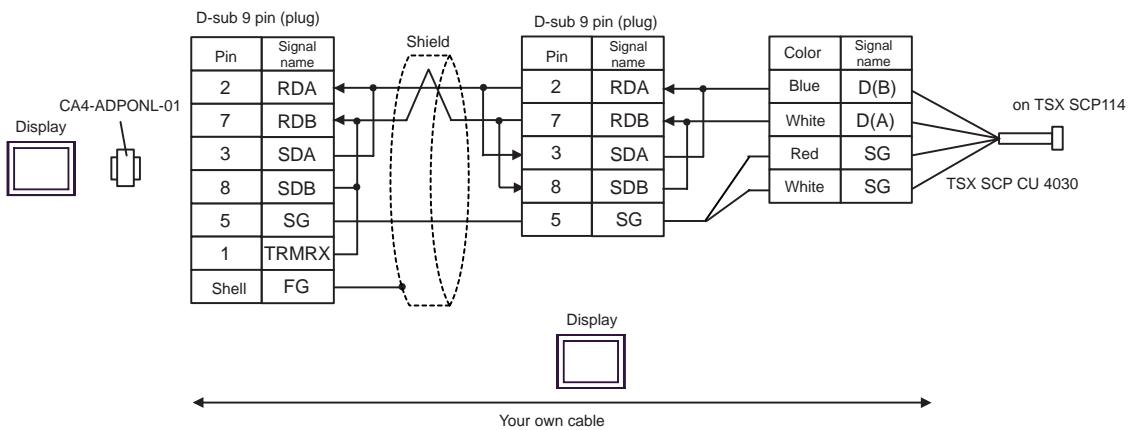 D-sub 9 pin (plug)
Pin Signal name
2 RDA
7 RDB
3 SDA
8 SDB
5 SG
1 TRMRX
Shell FG
Shield
D-sub 9 pin (plug)
Pin Signal name
2 RDA
7 RDB
3 SDA
8 SDB
5 SG
Color Signal name
Blue D(B)
White D(A)
Red SG
White SG
on TSX SCP114
TSX SCP CU 4030
CA4-ADPONL-01
Display
Display
Your own cable